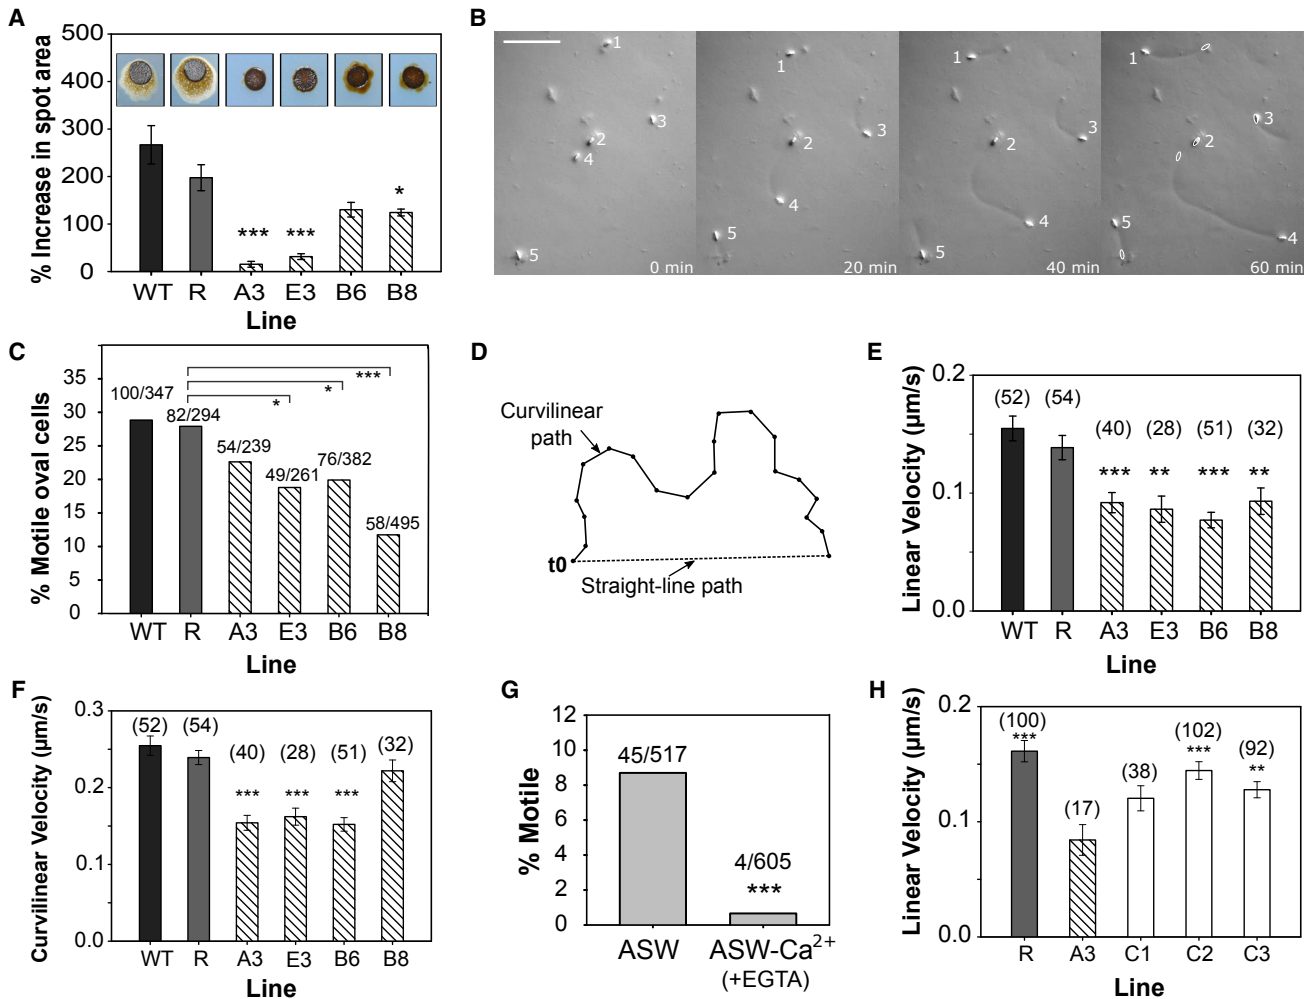 A
500
400
300
200
100
0
% Increase in spot area
***
***
*
WT R A3 E3 B6 B8
Line
B
1
2
3
4
5
0 min
1
2
3
4
5
20 min
1
2
3
4
5
40 min
1
2
3
4
5
60 min
C
35
30
25
20
15
10
5
0
% Motile oval cells
***
*
*
100/347
82/294
54/239
49/261
76/382
58/495
WT R A3 E3 B6 B8
Line
D
Curvilinear
path
t0
Straight-line path
E
0.2
0.1
0.0
Linear Velocity (µm/s)
(52) (54) (40) (28) (51) (32)
*** ** *** **
WT R A3 E3 B6 B8
Line
F
0.3
0.2
0.1
0.0
Curvilinear Velocity (µm/s)
(52) (54) (40) (28) (51) (32)
*** *** ***
WT R A3 E3 B6 B8
Line
G
12
10
8
6
4
2
0
% Motile
45/517
4/605
***
ASW ASW-Ca2+
(+EGTA)
H
0.2
0.1
0.0
Linear Velocity (µm/s)
(100) (17) (38) (102) (92)
*** *** **
R A3 C1 C2 C3
Line